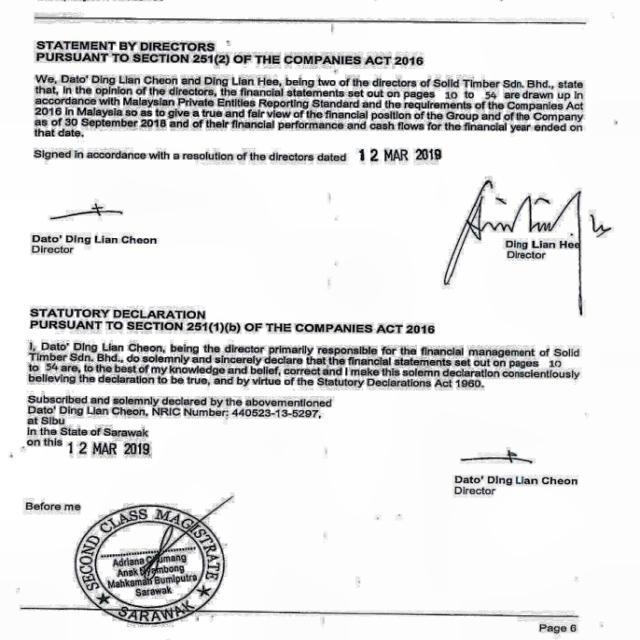 STATEMENT BY DIRECTORS
PURSUANT TO SECTION 251(2) OF THE COMPANIES ACT 2016
We, Dato' Ding Lian Cheon and Ding Lian Hee, being two of the directors of Solid Timber Sdn. Bhd., state
that, in the opinion of the directors, the financial statements set out on pages 10 to 54 are drawn up in
accordance with Malaysian Private Entities Reporting Standard and the requirements of the Companies Act
2016 in Malaysia so as to give a true and fair view of the financial position of the Group and of the Company
as of 30 September 2018 and of their financial performance and cash flows for the financial year ended on
that date.
Signed in accordance with a resolution of the directors dated 12 MAR 2019
Dato' Ding Lian Cheon
Director
Ding Lian Hee
Director
STATUTORY DECLARATION
PURSUANT TO SECTION 251(1)(b) OF THE COMPANIES ACT 2016
I, Dato' Ding Lian Cheon, being the director primarily responsible for the financial management of Solid
Timber Sdn. Bhd., do solemnly and sincerely declare that the financial statements set out on pages 10
to 54 are, to the best of my knowledge and belief, correct and I make this solemn declaration conscientiously
believing the declaration to be true, and by virtue of the Statutory Declarations Act 1960.
Subscribed and solemnly declared by the abovementioned
Dato' Ding Lian Cheon, NRIC Number: 440523-13-5297,
at Sibu
in the State of Sarawak
on this 12 MAR 2019
Dato' Ding Lian Cheon
Director
Before me
SECOND CLASS MAGISTRATE
Adriana
Anak
Mahkamah Bumiputra
Sarawak
SARAWAK
Page 6